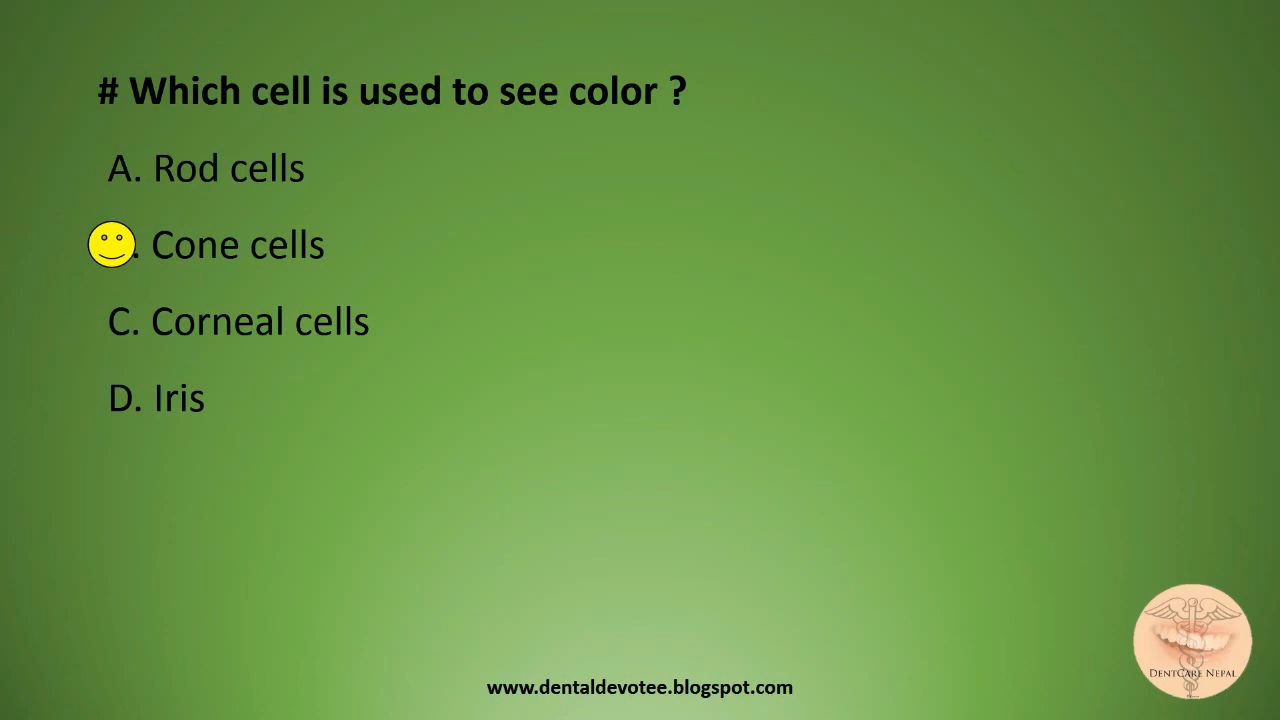 # Which cell is used to see color ?
A. Rod cells
. Cone cells
C. Corneal cells
D. Iris
DentCare Nepal
www.dentaldevotee.blogspot.com